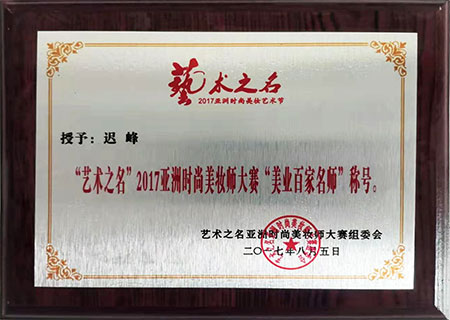 藝术之名
2017亚洲时尚美妆艺术节
授予：迟 峰
“艺术之名”2017亚洲时尚美妆师大赛“美业百家名师”称号。
艺术之名亚洲时尚美妆师大赛组委会
二〇一七年八月五日